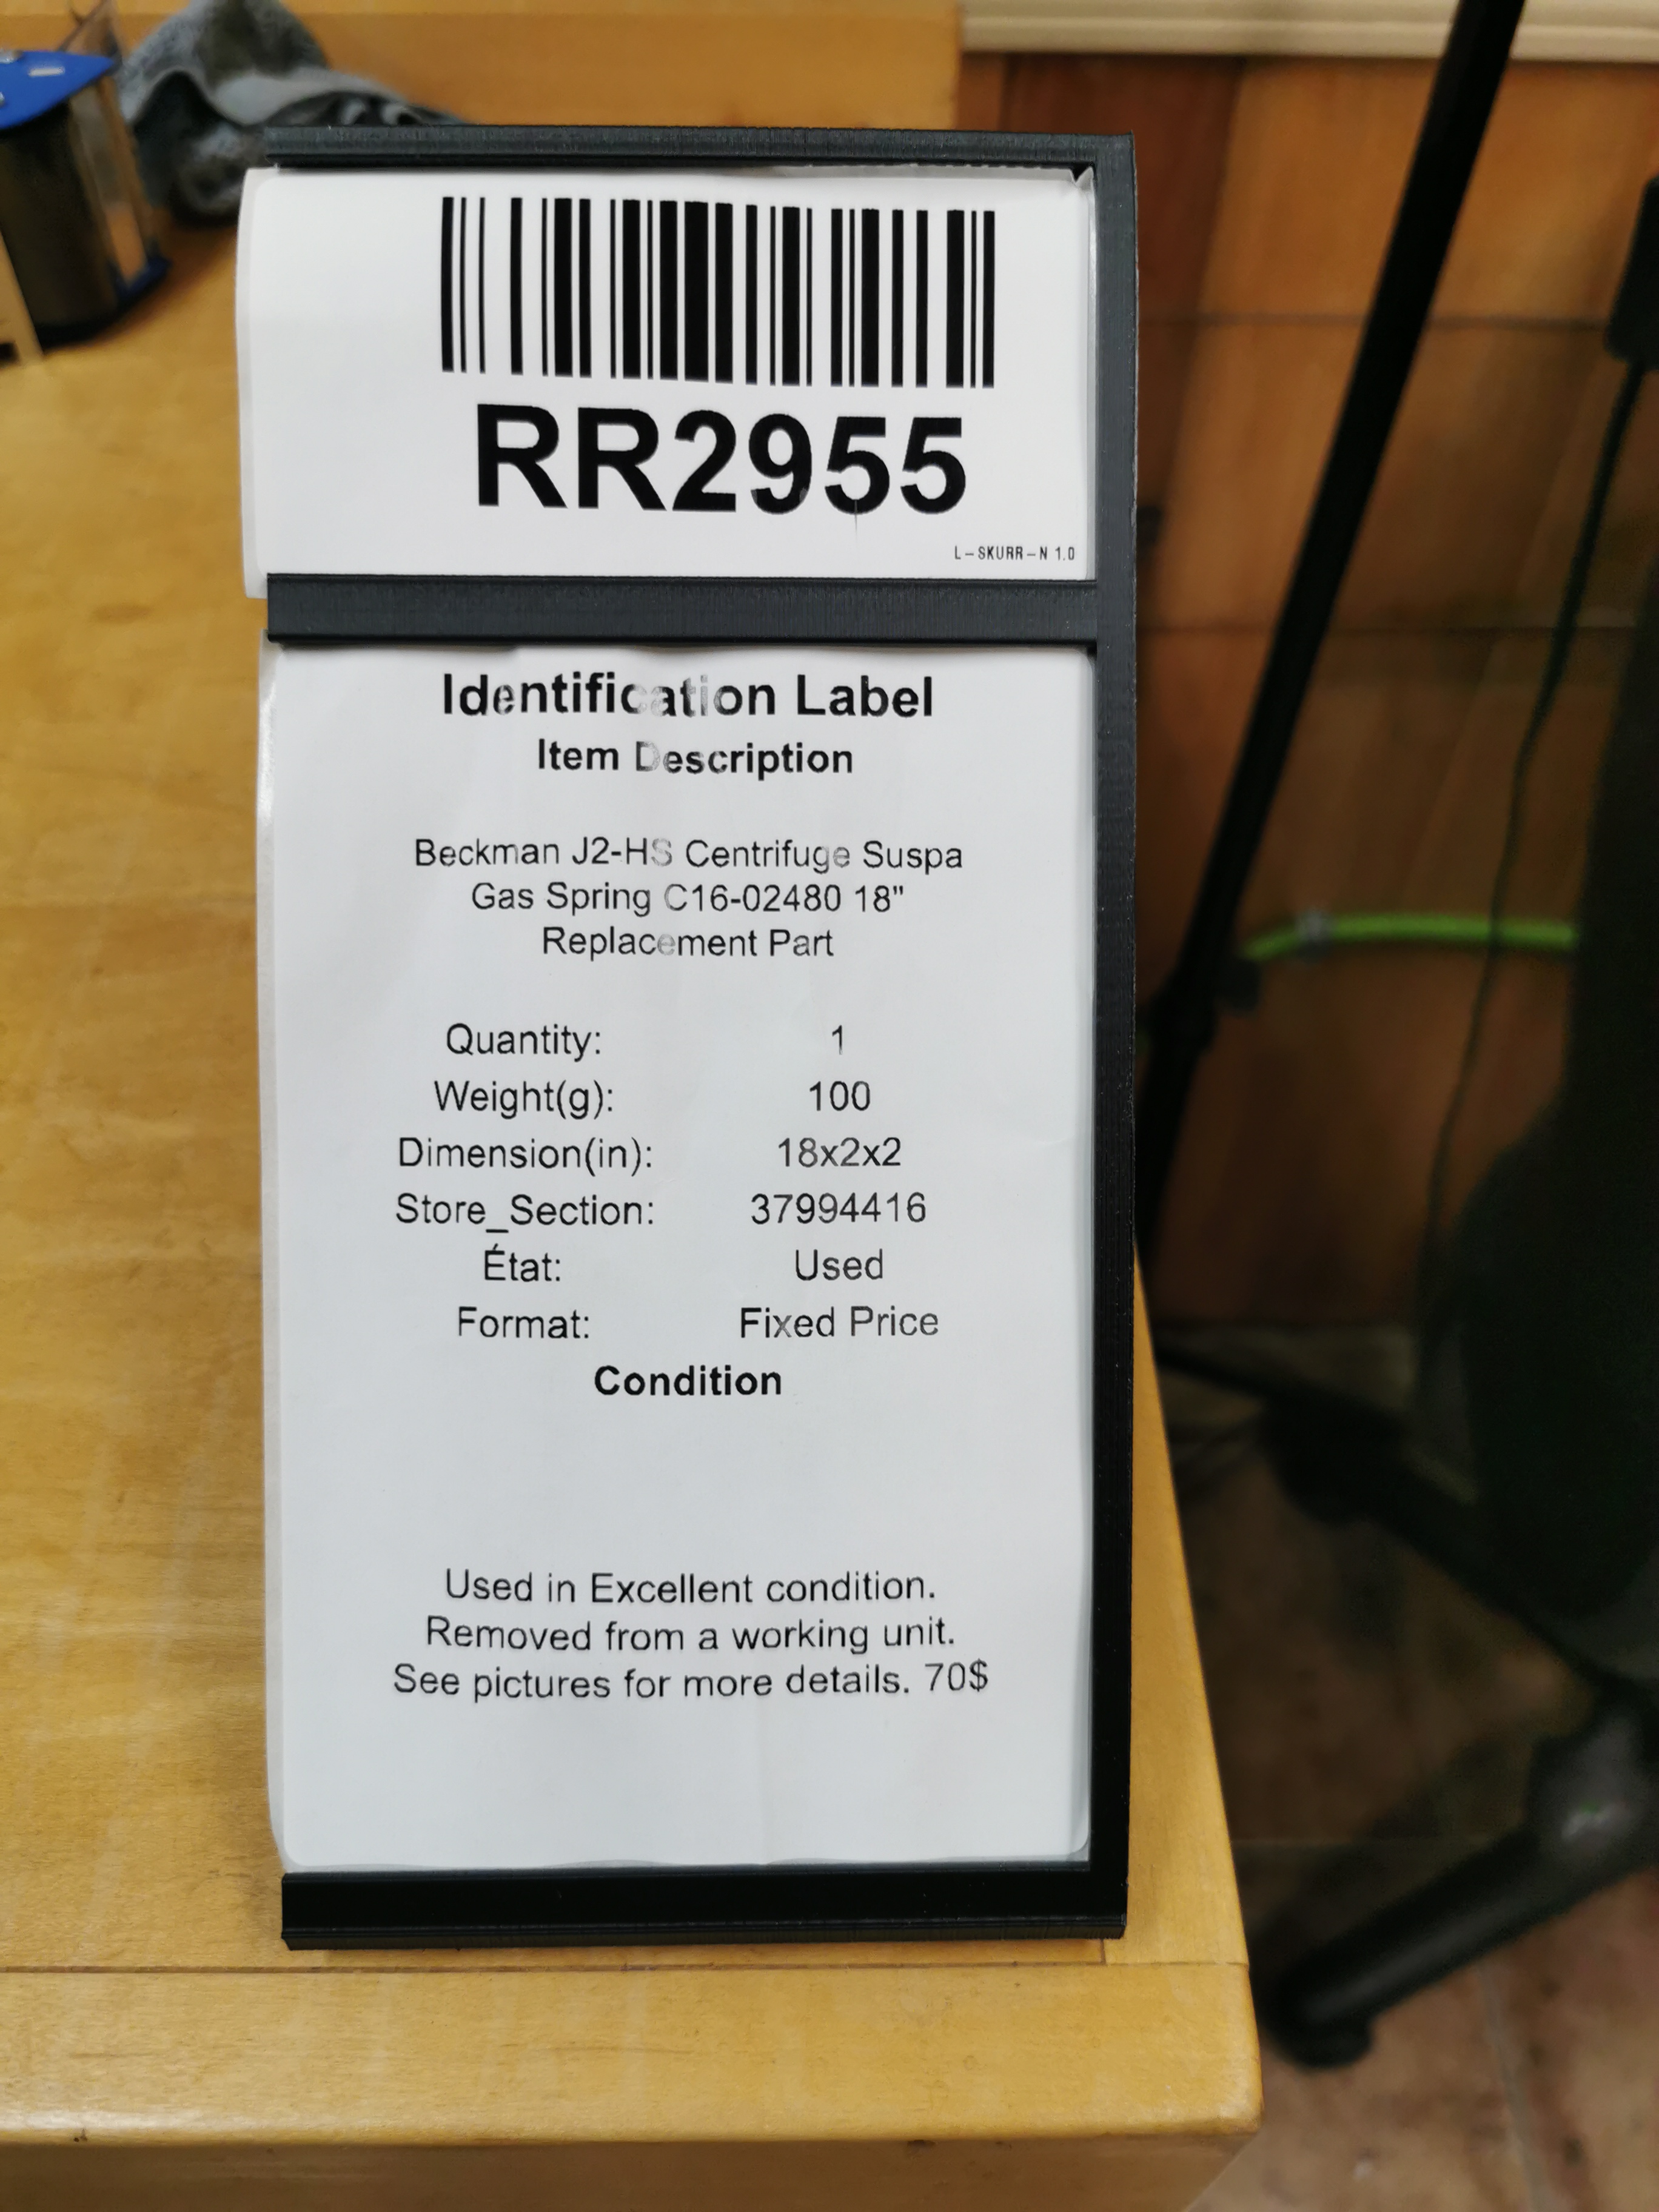 RR2955
L-SKURR-N 1.0
Identification Label
Item Description
Beckman J2-HS Centrifuge Suspa
Gas Spring C16-02480 18"
Replacement Part
Quantity: 1
Weight(g): 100
Dimension(in): 18x2x2
Store_Section: 37994416
État: Used
Format: Fixed Price
Condition
Used in Excellent condition.
Removed from a working unit.
See pictures for more details. 70$